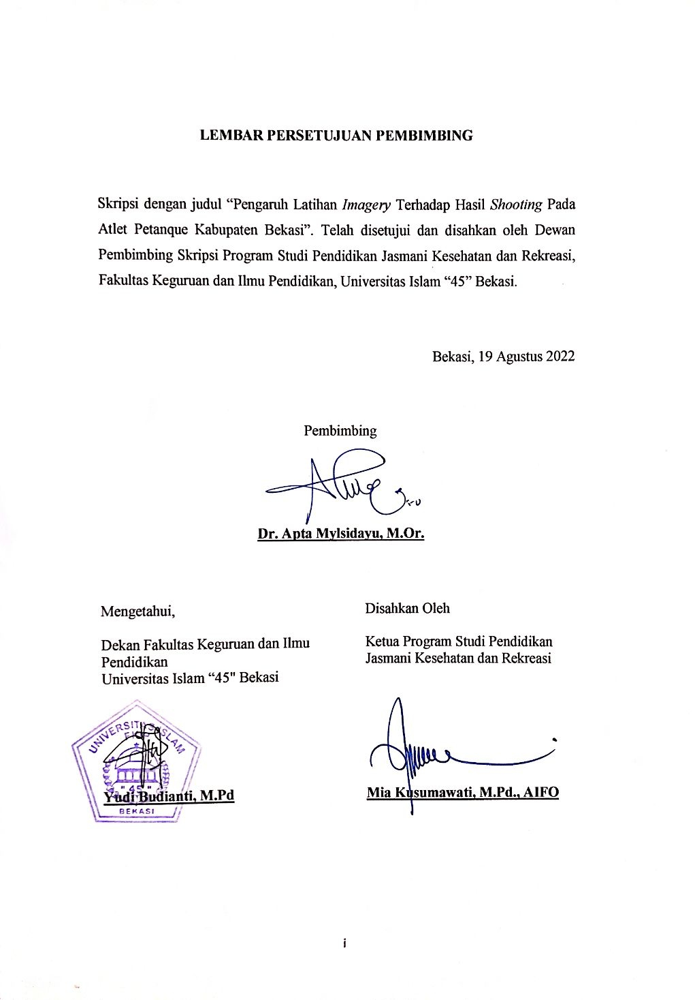 LEMBAR PERSETUJUAN PEMBIMBING
Skripsi dengan judul “Pengaruh Latihan Imagery Terhadap Hasil Shooting Pada
Atlet Petanque Kabupaten Bekasi”. Telah disetujui dan disahkan oleh Dewan
Pembimbing Skripsi Program Studi Pendidikan Jasmani Kesehatan dan Rekreasi,
Fakultas Keguruan dan Ilmu Pendidikan, Universitas Islam “45” Bekasi.
Bekasi, 19 Agustus 2022
Pembimbing
Dr. Apta Mylsidayu, M.Or.
Mengetahui,
Dekan Fakultas Keguruan dan Ilmu
Pendidikan
Universitas Islam “45" Bekasi
UNIVERSITAS ISLAM
FKIP
"45"
Yudi Budianti, M.Pd
BEKASI
Disahkan Oleh
Ketua Program Studi Pendidikan
Jasmani Kesehatan dan Rekreasi
Mia Kusumawati, M.Pd., AIFO
i